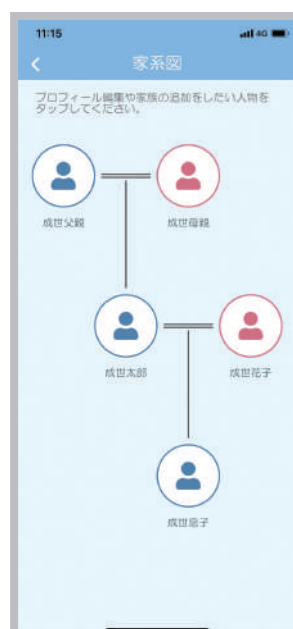 11:15
4G
家系図
プロフィール編集や家族の追加をしたい人物を
タップしてください。
成世父親
成世母親
成世太郎
成世花子
成世息子